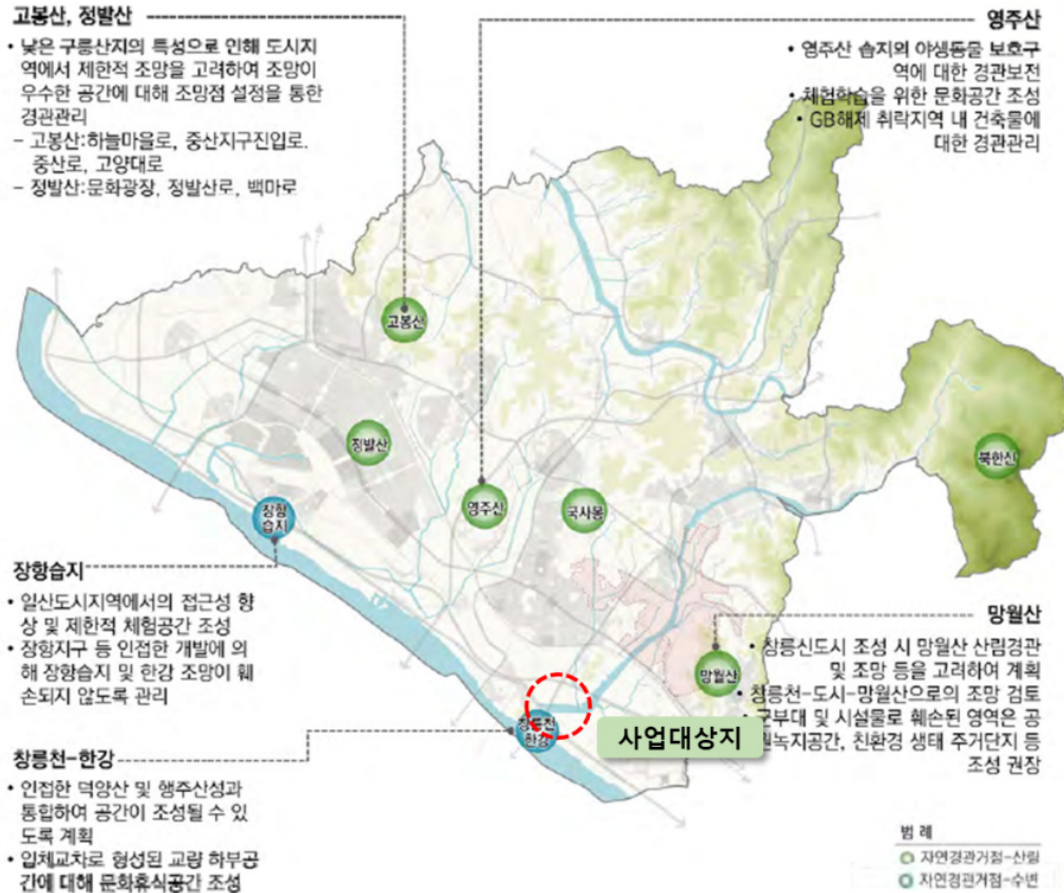 고봉산, 정발산
• 낮은 구릉산지의 특성으로 인해 도시지
역에서 제한적 조망을 고려하여 조망이
우수한 공간에 대해 조망점 설정을 통한
경관관리
- 고봉산:하늘마을로, 중산지구진입로.
중산로, 고양대로
- 정발산:문화광장, 정발산로, 백마로
영주산
• 영주산 습지의 야생동물 보호구
역에 대한 경관보전
• 체험학습을 위한 문화공간 조성
• GB해제 취락지역 내 건축물에
대한 경관관리
고봉산
정발산
영주산
국사봉
북한산
장항
습지
망월산
창릉천
한강
사업대상지
장항습지
• 일산도시지역에서의 접근성 향
상 및 제한적 체험공간 조성
• 장항지구 등 인접한 개발에 의
해 장항습지 및 한강 조망이 훼
손되지 않도록 관리
망월산
• 창릉신도시 조성 시 망월산 산림경관
및 조망 등을 고려하여 계획
• 창릉천-도시-망월산으로의 조망 검토
군부대 및 시설물로 훼손된 영역은 공
원녹지공간, 친환경 생태 주거단지 등
조성 권장
창릉천-한강
• 인접한 덕양산 및 행주산성과
통합하여 공간이 조성될 수 있
도록 계획
• 입체교차로 형성된 교량 하부공
간에 대해 문화휴식공간 조성
범 례
자연경관거점-산림
자연경관거점-수변